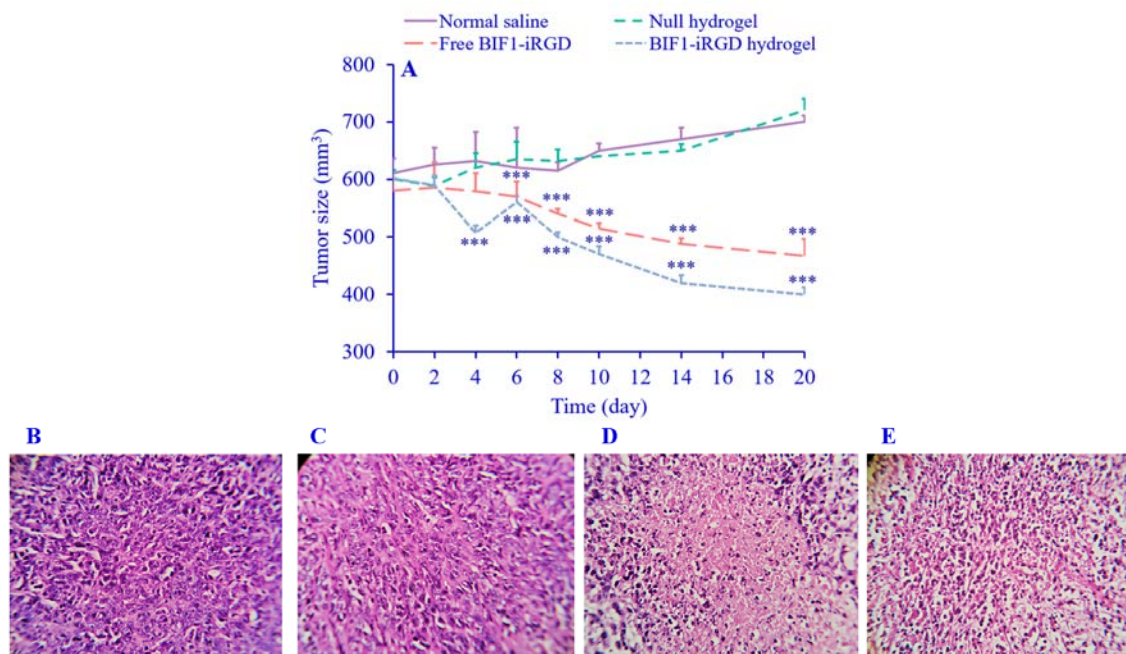 Normal saline
Null hydrogel
Free BIF1-iRGD
BIF1-iRGD hydrogel
A
800
700
600
500
400
300
Tumor size (mm³)
***
***
***
***
***
***
***
***
***
***
***
0 2 4 6 8 10 12 14 16 18 20
Time (day)
B
C
D
E